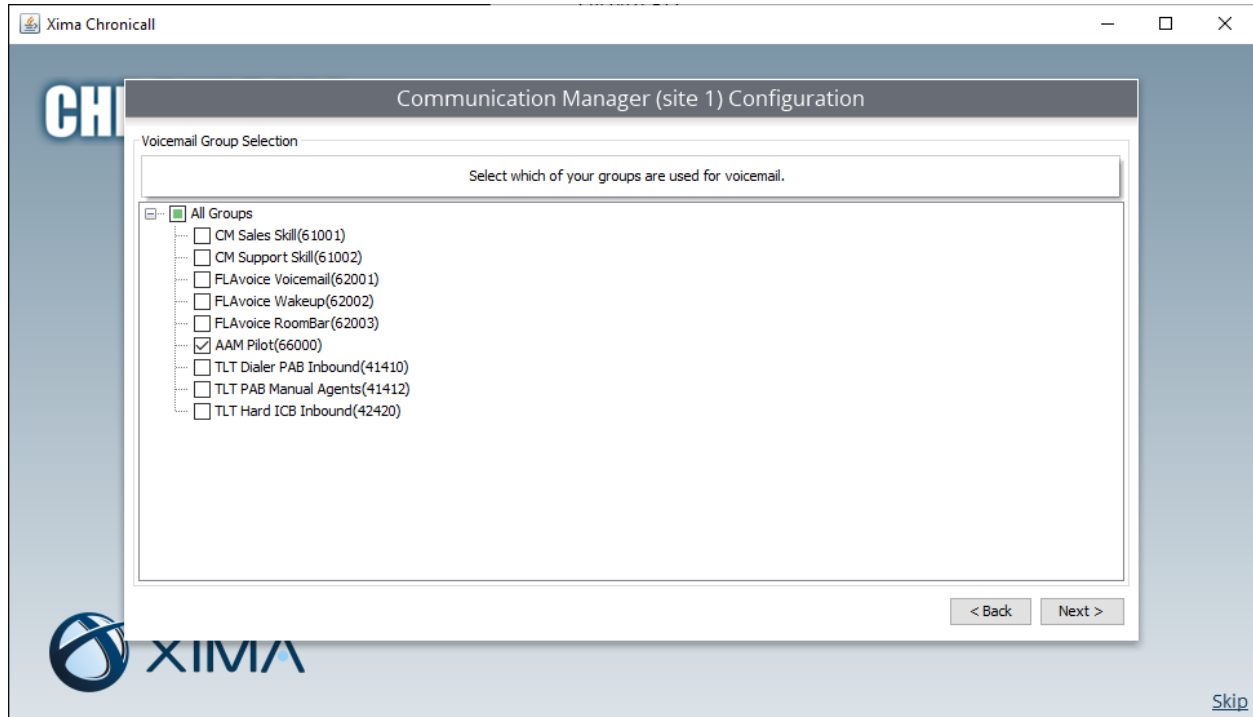 Xima Chronicall
CH
Communication Manager (site 1) Configuration
Voicemail Group Selection
Select which of your groups are used for voicemail.
All Groups
CM Sales Skill(61001)
CM Support Skill(61002)
FLAvoice Voicemail(62001)
FLAvoice Wakeup(62002)
FLAvoice RoomBar(62003)
AAM Pilot(66000)
TLT Dialer PAB Inbound(41410)
TLT PAB Manual Agents(41412)
TLT Hard ICB Inbound(42420)
< Back
Next >
XIMA
Skip